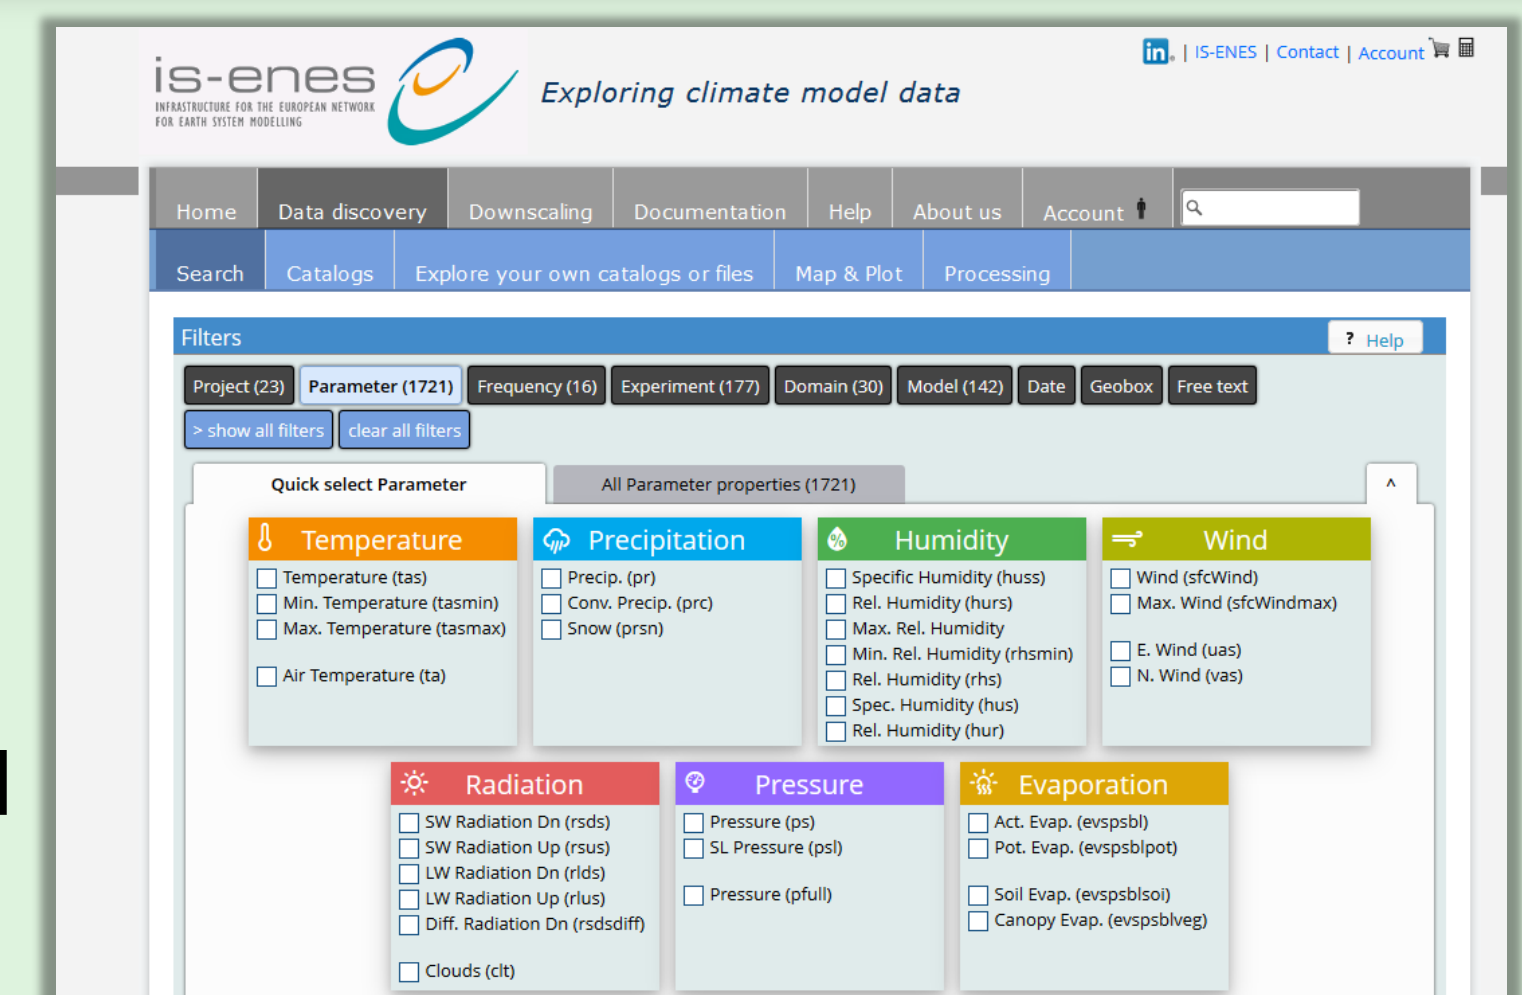 is-enes
INFRASTRUCTURE FOR THE EUROPEAN NETWORK
FOR EARTH SYSTEM MODELLING
Exploring climate model data
in. | IS-ENES | Contact | Account
Home Data discovery Downscaling Documentation Help About us Account
Search Catalogs Explore your own catalogs or files Map & Plot Processing
Filters
? Help
Project (23) Parameter (1721) Frequency (16) Experiment (177) Domain (30) Model (142) Date Geobox Free text
> show all filters clear all filters
Quick select Parameter All Parameter properties (1721) ^
Temperature
Temperature (tas)
Min. Temperature (tasmin)
Max. Temperature (tasmax)
Air Temperature (ta)
Precipitation
Precip. (pr)
Conv. Precip. (prc)
Snow (prsn)
% Humidity
Specific Humidity (huss)
Rel. Humidity (hurs)
Max. Rel. Humidity
Min. Rel. Humidity (rhsmin)
Rel. Humidity (rhs)
Spec. Humidity (hus)
Rel. Humidity (hur)
Wind
Wind (sfcWind)
Max. Wind (sfcWindmax)
E. Wind (uas)
N. Wind (vas)
Radiation
SW Radiation Dn (rsds)
SW Radiation Up (rsus)
LW Radiation Dn (rlds)
LW Radiation Up (rlus)
Diff. Radiation Dn (rsdsdiff)
Clouds (clt)
Pressure
Pressure (ps)
SL Pressure (psl)
Pressure (pfull)
Evaporation
Act. Evap. (evspsbl)
Pot. Evap. (evspsblpot)
Soil Evap. (evspsblsoi)
Canopy Evap. (evspsblveg)